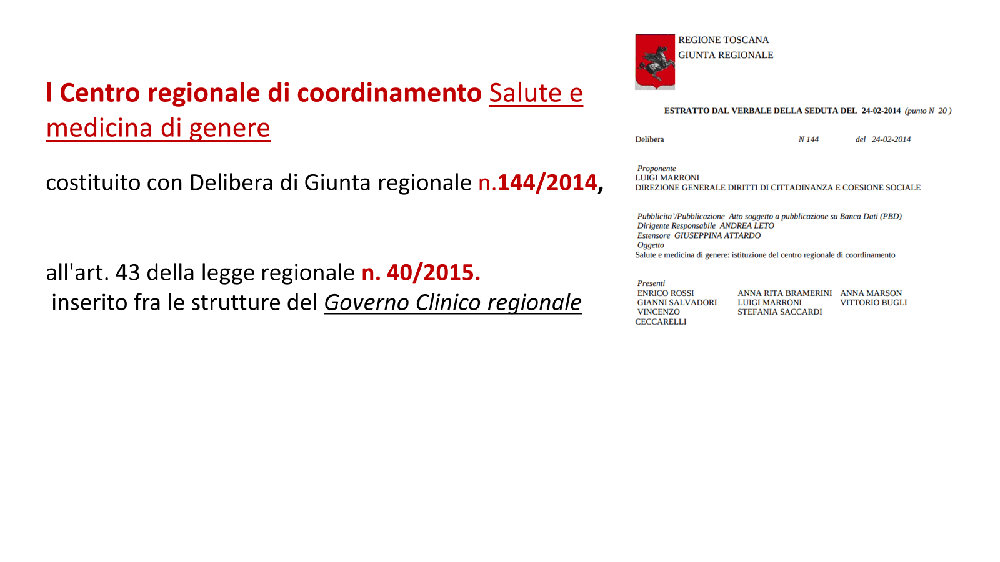 l Centro regionale di coordinamento Salute e
medicina di genere
costituito con Delibera di Giunta regionale n.144/2014,
all'art. 43 della legge regionale n. 40/2015.
inserito fra le strutture del Governo Clinico regionale
REGIONE TOSCANA
GIUNTA REGIONALE
ESTRATTO DAL VERBALE DELLA SEDUTA DEL 24-02-2014 (punto N 20 )
Delibera N 144 del 24-02-2014
Proponente
LUIGI MARRONI
DIREZIONE GENERALE DIRITTI DI CITTADINANZA E COESIONE SOCIALE
Pubblicita'/Pubblicazione Atto soggetto a pubblicazione su Banca Dati (PBD)
Dirigente Responsabile ANDREA LETO
Estensore GIUSEPPINA ATTARDO
Oggetto
Salute e medicina di genere: istituzione del centro regionale di coordinamento
Presenti
ENRICO ROSSI ANNA RITA BRAMERINI ANNA MARSON
GIANNI SALVADORI LUIGI MARRONI VITTORIO BUGLI
VINCENZO STEFANIA SACCARDI
CECCARELLI